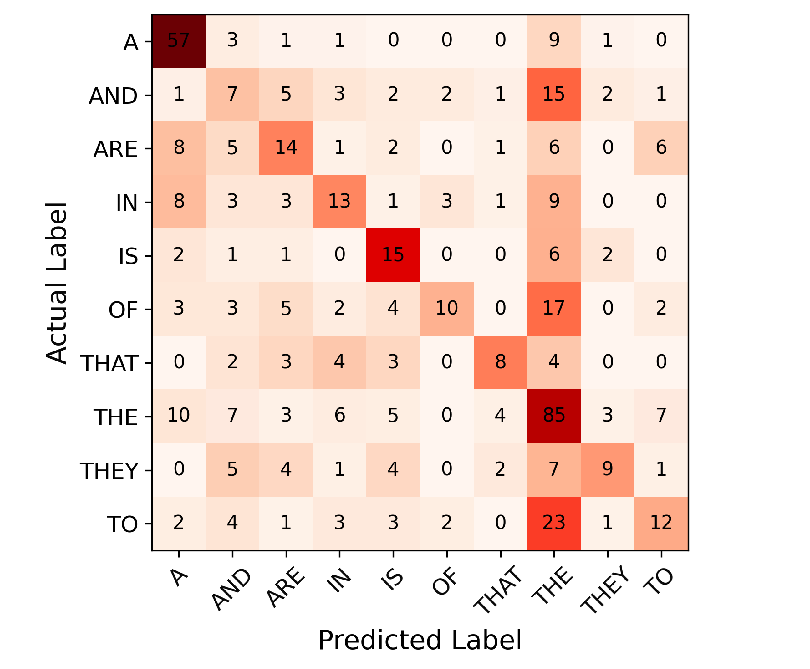 A 57 3 1 1 0 0 0 9 1 0
AND 1 7 5 3 2 2 1 15 2 1
ARE 8 5 14 1 2 0 1 6 0 6
IN 8 3 3 13 1 3 1 9 0 0
IS 2 1 1 0 15 0 0 6 2 0
OF 3 3 5 2 4 10 0 17 0 2
THAT 0 2 3 4 3 0 8 4 0 0
THE 10 7 3 6 5 0 4 85 3 7
THEY 0 5 4 1 4 0 2 7 9 1
TO 2 4 1 3 3 2 0 23 1 12
A AND ARE IN IS OF THAT THE THEY TO
Predicted Label
Actual Label